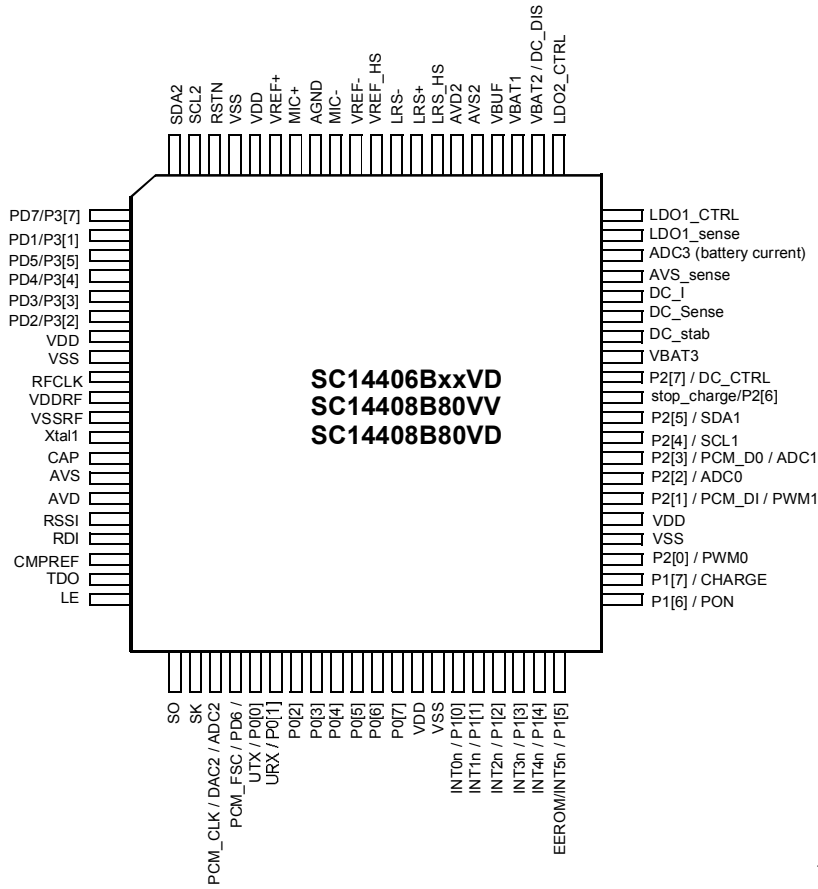 SDA2
SCL2
RSTN
VSS
VDD
VREF+
MIC+
AGND
MIC-
VREF-
VREF_HS
LRS-
LRS+
LRS_HS
AVD2
AVS2
VBUF
VBAT1
VBAT2 / DC_DIS
LDO2_CTRL
PD7/P3[7]
PD1/P3[1]
PD5/P3[5]
PD4/P3[4]
PD3/P3[3]
PD2/P3[2]
VDD
VSS
RFCLK
VDDRF
VSSRF
Xtal1
CAP
AVS
AVD
RSSI
RDI
CMPREF
TDO
LE
SC14406BxxVD
SC14408B80VV
SC14408B80VD
LDO1_CTRL
LDO1_sense
ADC3 (battery current)
AVS_sense
DC_I
DC_Sense
DC_stab
VBAT3
P2[7] / DC_CTRL
stop_charge/P2[6]
P2[5] / SDA1
P2[4] / SCL1
P2[3] / PCM_D0 / ADC1
P2[2] / ADC0
P2[1] / PCM_DI / PWM1
VDD
VSS
P2[0] / PWM0
P1[7] / CHARGE
P1[6] / PON
SO
SK
PCM_CLK / DAC2 / ADC2
PCM_FSC / PD6 /
UTX / P0[0]
URX / P0[1]
P0[2]
P0[3]
P0[4]
P0[5]
P0[6]
P0[7]
VDD
VSS
INT0n / P1[0]
INT1n / P1[1]
INT2n / P1[2]
INT3n / P1[3]
INT4n / P1[4]
EEROM/INT5n / P1[5]